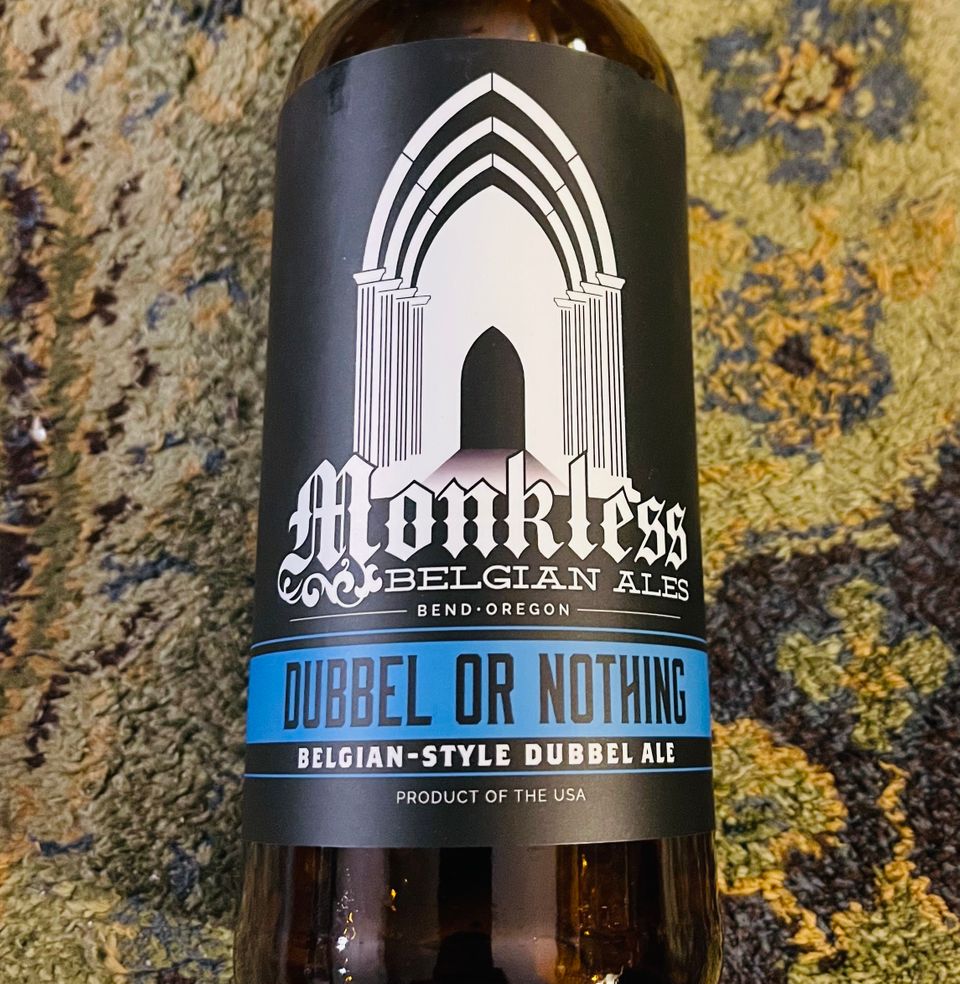 Monkless
BELGIAN ALES
BEND•OREGON
DUBBEL OR NOTHING
BELGIAN-STYLE DUBBEL ALE
PRODUCT OF THE USA